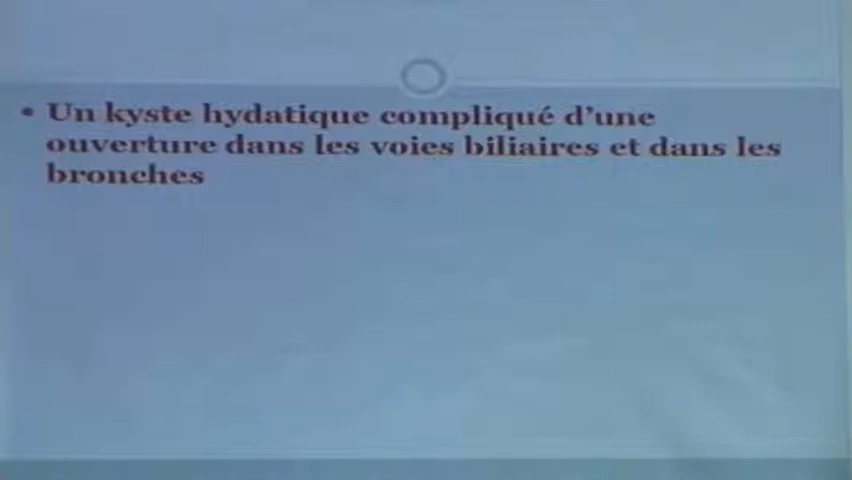 • Un kyste hydatique compliqué d'une
ouverture dans les voies biliaires et dans les
bronches